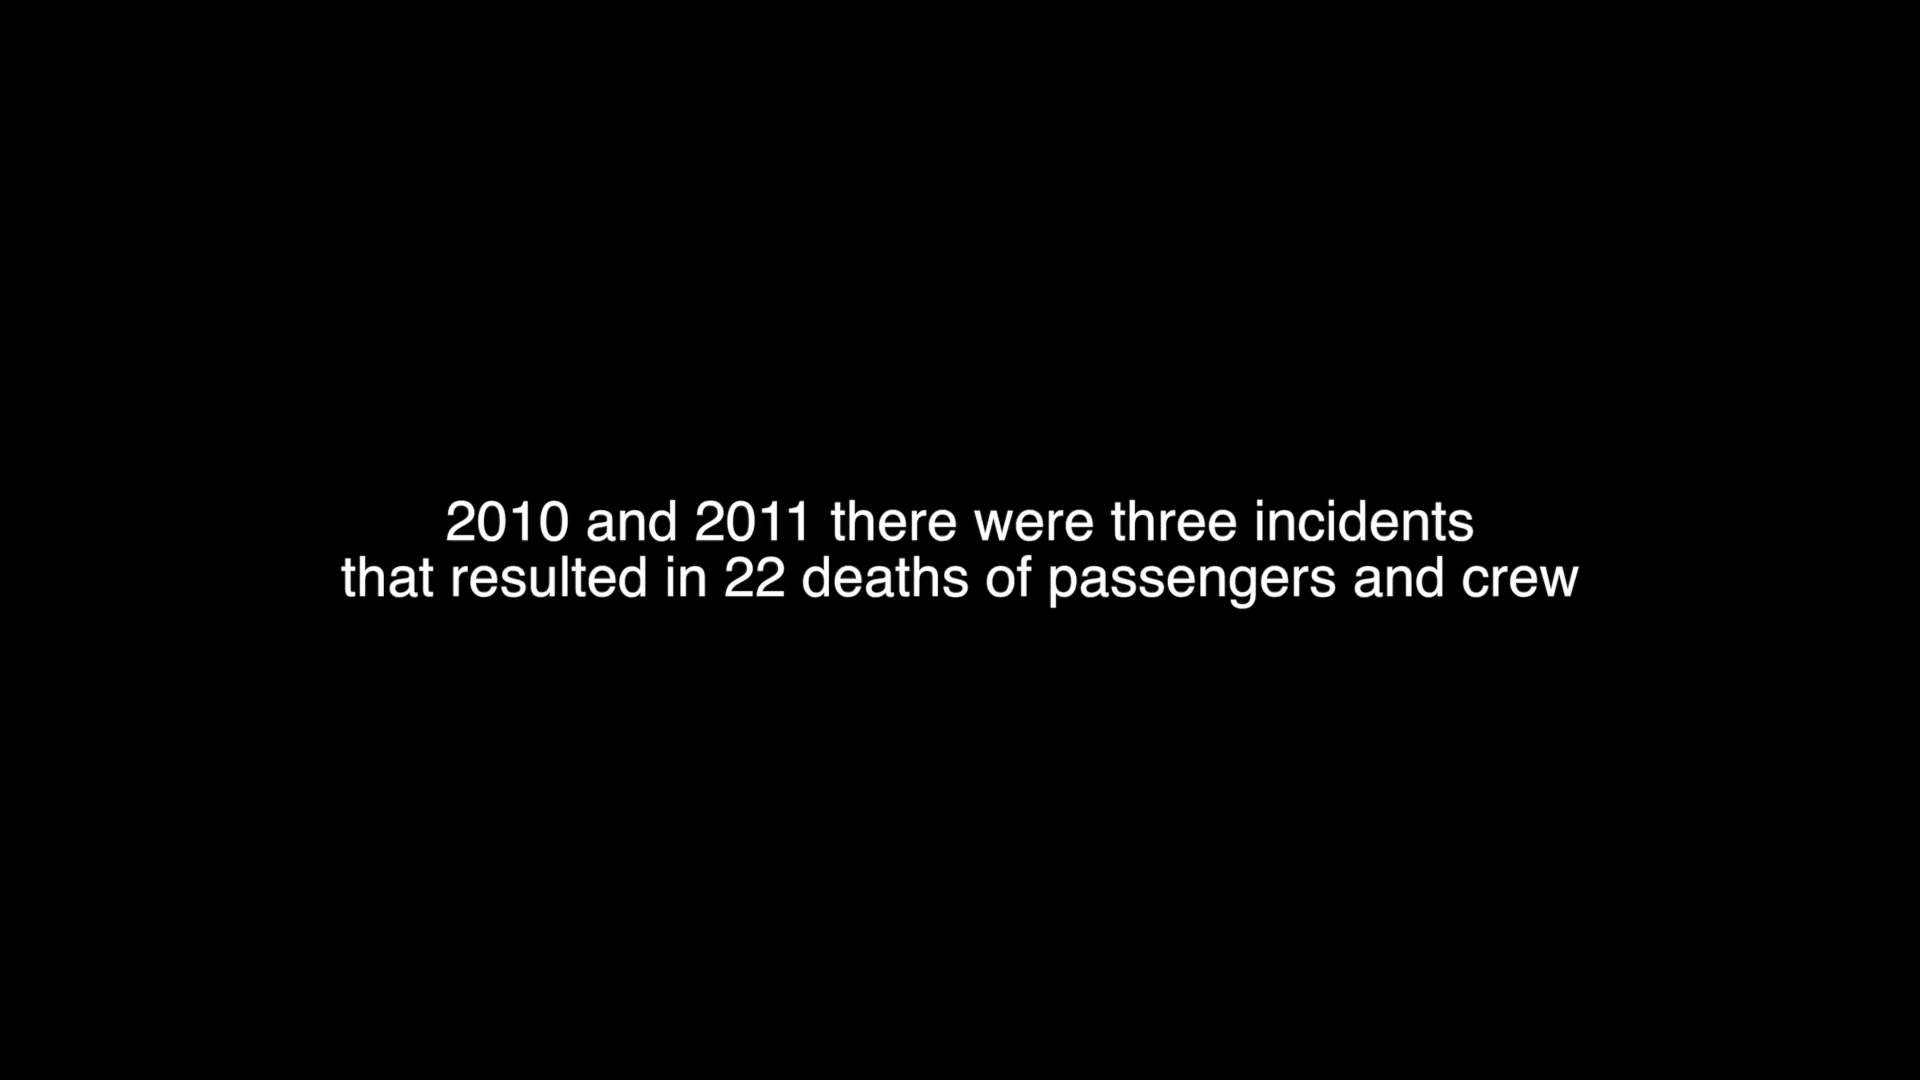 2010 and 2011 there were three incidents
that resulted in 22 deaths of passengers and crew